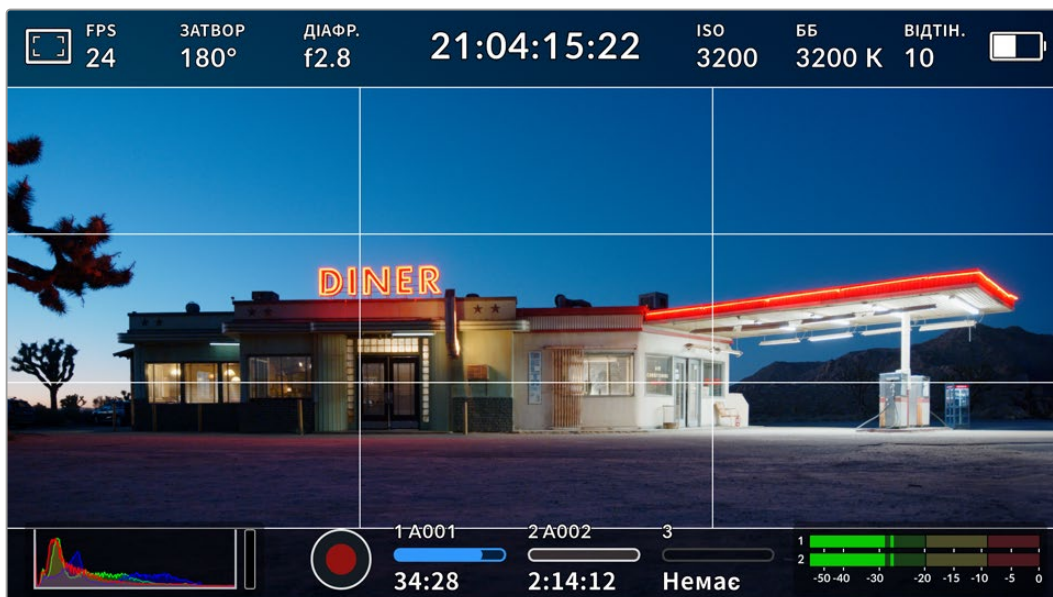 FPS ЗАТВОР ДІАФР. 21:04:15:22 ISO ББ ВІДТІН.
24 180° f2.8 3200 3200 K 10
DINER
1 A001 2 A002 3
34:28 2:14:12 Немає
1
2
-50 -40 -30 -20 -15 -10 -5 0